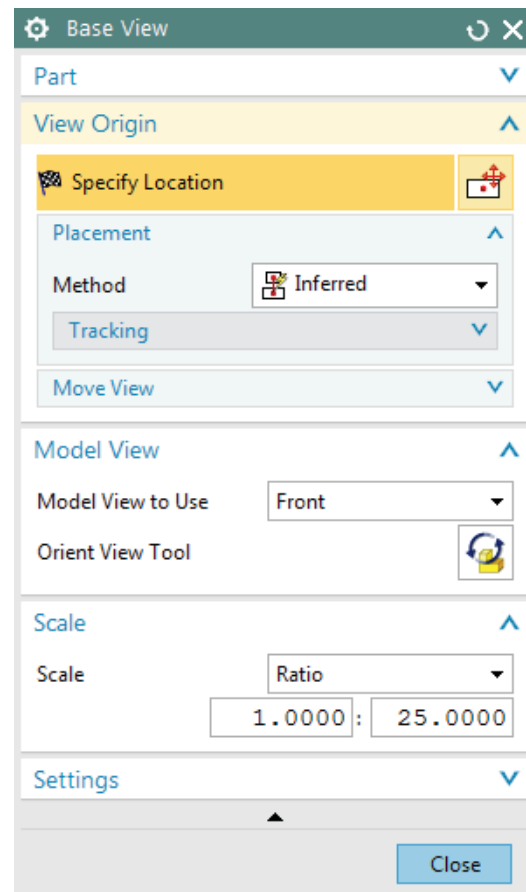 Base View
Part
View Origin
Specify Location
Placement
Method Inferred
Tracking
Move View
Model View
Model View to Use Front
Orient View Tool
Scale
Scale Ratio
1.0000 : 25.0000
Settings
Close